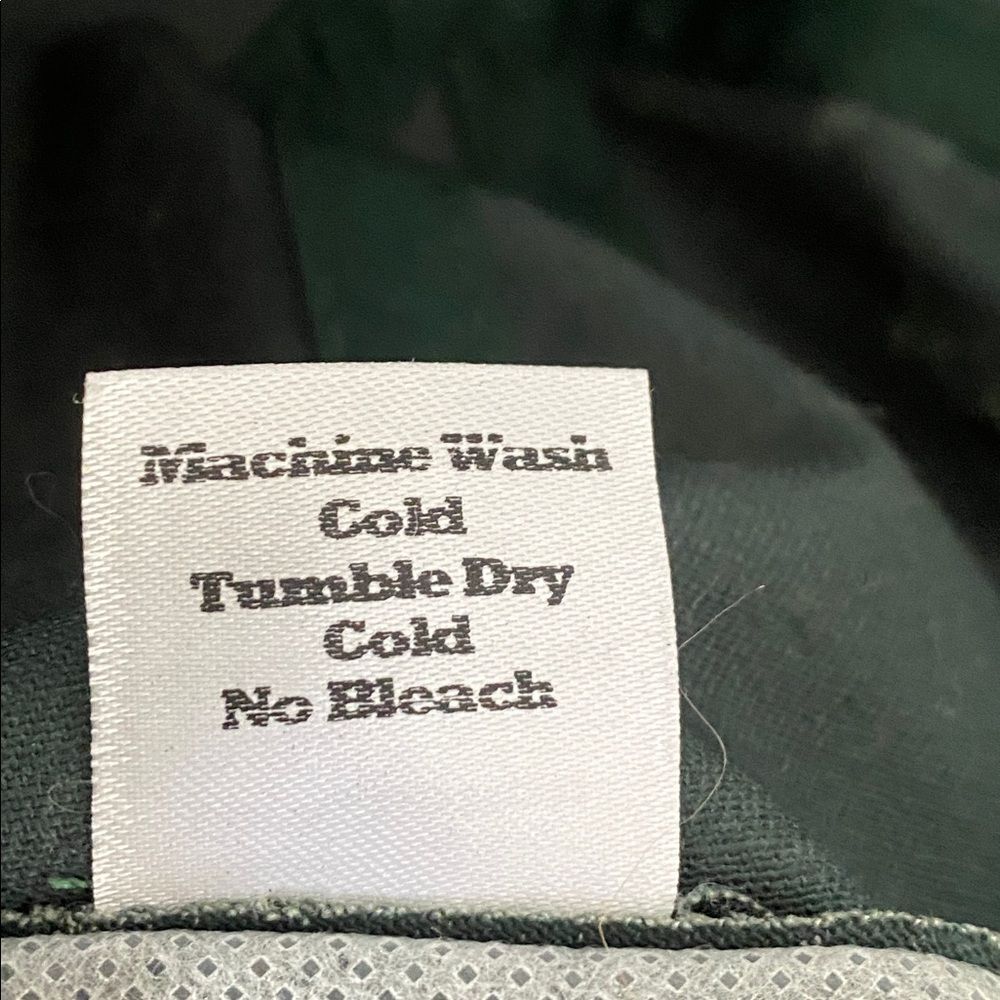 Machine Wash
Cold
Tumble Dry
Cold
No Bleach